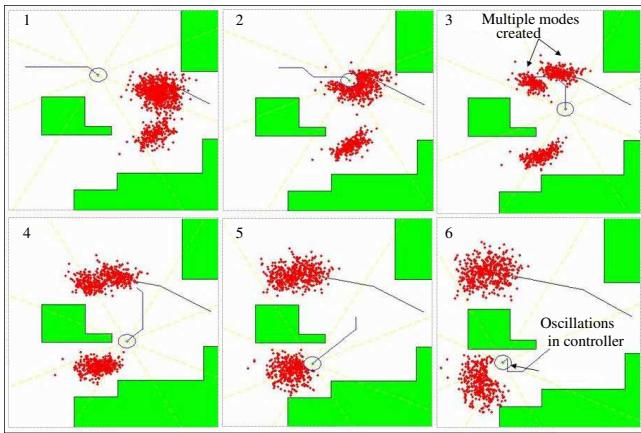 1
2
3
Multiple modes
created
4
5
6
Oscillations
in controller